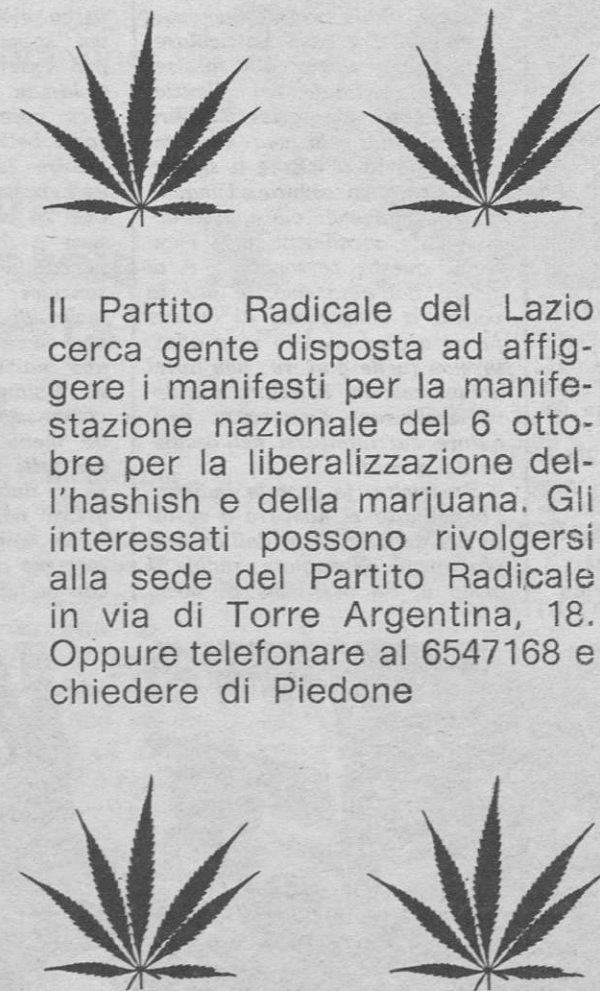 Il Partito Radicale del Lazio
cerca gente disposta ad affig-
gere i manifesti per la manife-
stazione nazionale del 6 otto-
bre per la liberalizzazione del-
l'hashish e della marjuana. Gli
interessati possono rivolgersi
alla sede del Partito Radicale
in via di Torre Argentina, 18.
Oppure telefonare al 6547168 e
chiedere di Piedone